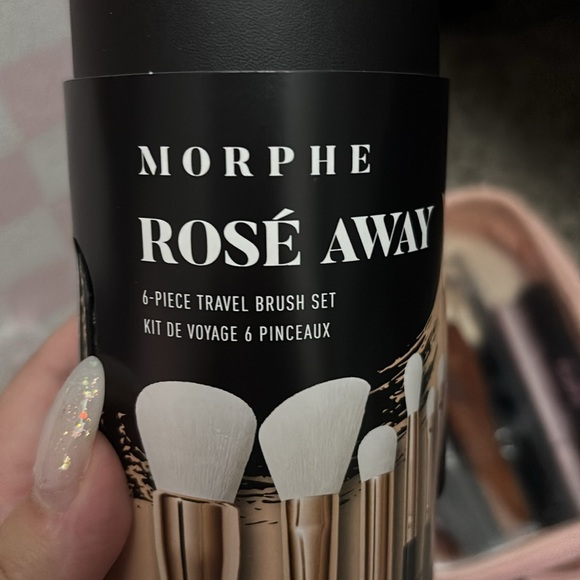 MORPHE
ROSÉ AWAY
6-PIECE TRAVEL BRUSH SET
KIT DE VOYAGE 6 PINCEAUX